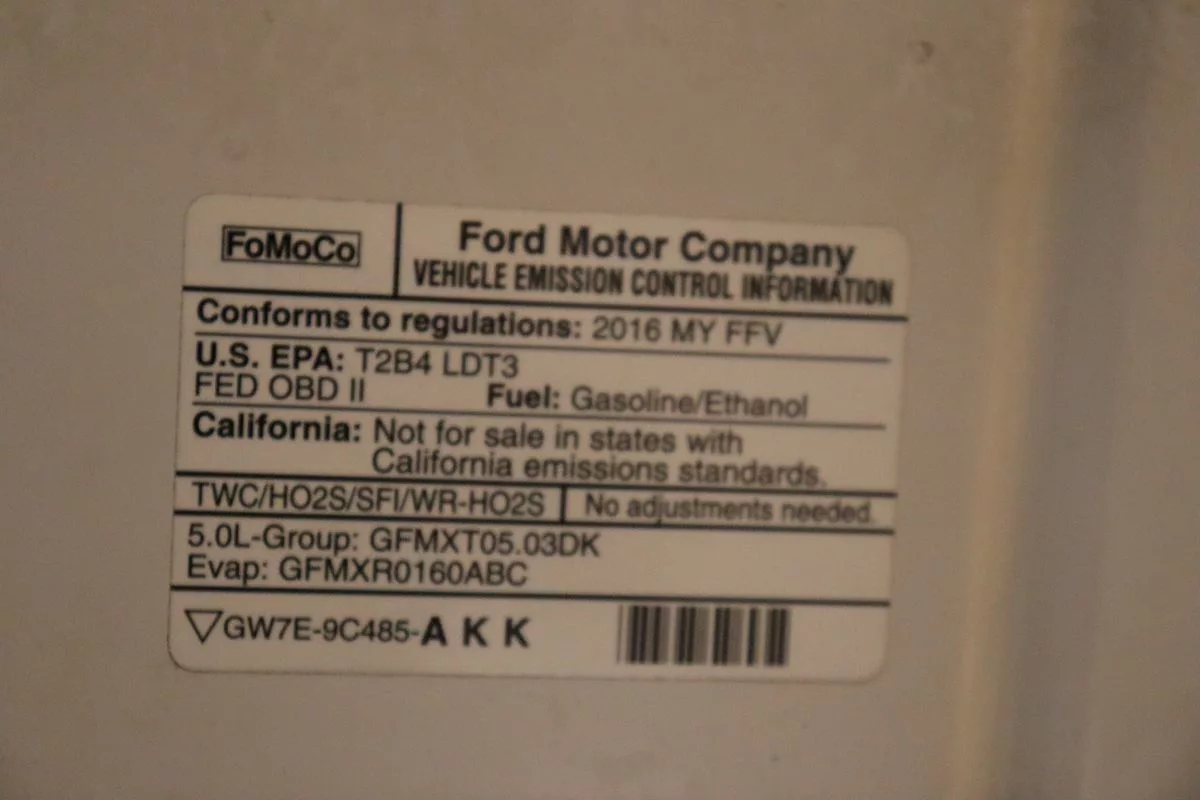 FoMoCo
Ford Motor Company
VEHICLE EMISSION CONTROL INFORMATION
Conforms to regulations: 2016 MY FFV
U.S. EPA: T2B4 LDT3
FED OBD II Fuel: Gasoline/Ethanol
California: Not for sale in states with
California emissions standards.
TWC/HO2S/SFI/WR-HO2S No adjustments needed.
5.0L-Group: GFMXT05.03DK
Evap: GFMXR0160ABC
▽GW7E-9C485-A K K